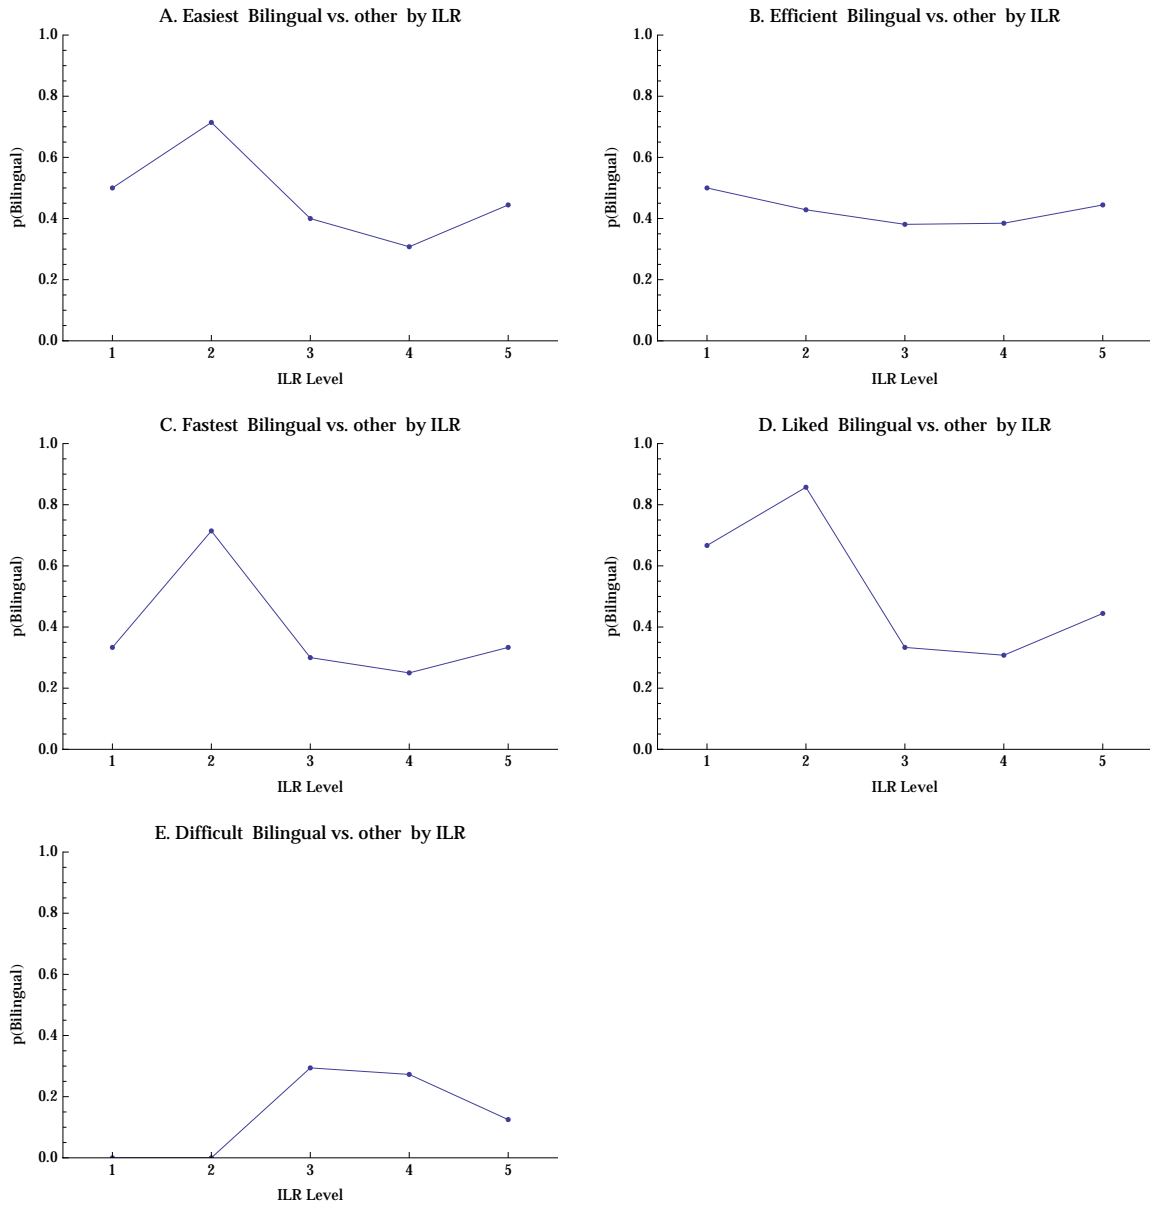 A. Easiest Bilingual vs. other by ILR
1.0
0.8
0.6
0.4
0.2
0.0
p(Bilingual)
1 2 3 4 5
ILR Level
B. Efficient Bilingual vs. other by ILR
1.0
0.8
0.6
0.4
0.2
0.0
p(Bilingual)
1 2 3 4 5
ILR Level
C. Fastest Bilingual vs. other by ILR
1.0
0.8
0.6
0.4
0.2
0.0
p(Bilingual)
1 2 3 4 5
ILR Level
D. Liked Bilingual vs. other by ILR
1.0
0.8
0.6
0.4
0.2
0.0
p(Bilingual)
1 2 3 4 5
ILR Level
E. Difficult Bilingual vs. other by ILR
1.0
0.8
0.6
0.4
0.2
0.0
p(Bilingual)
1 2 3 4 5
ILR Level